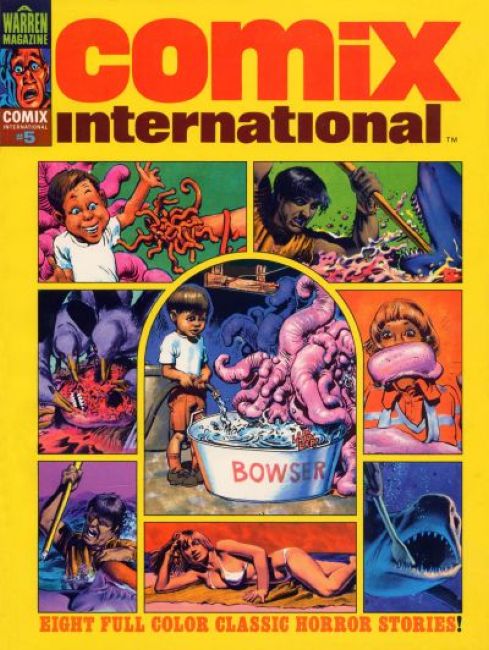 A
WARREN
MAGAZINE
COMIX
INTERNATIONAL
#5
comix
international
TM
BOWSER
EIGHT FULL COLOR CLASSIC HORROR STORIES!